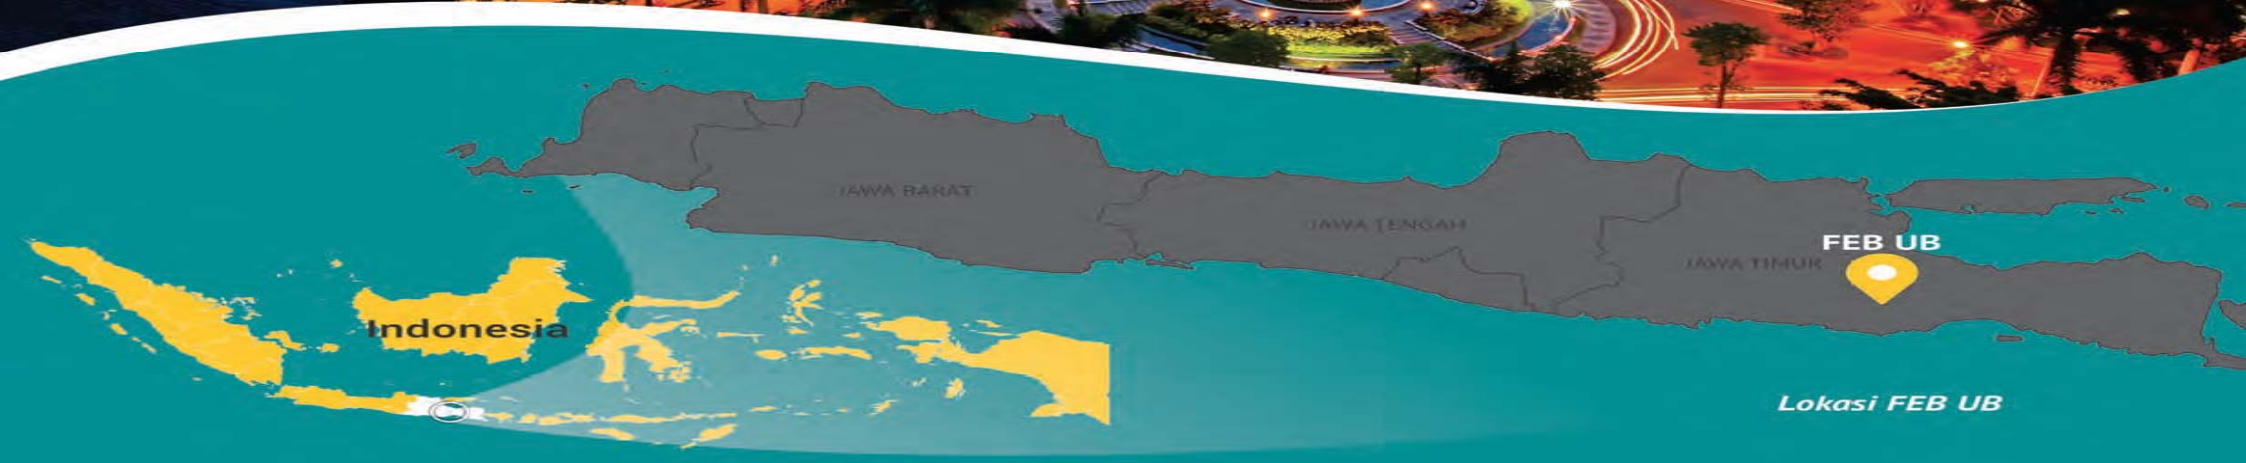 JAWA BARAT
JAWA TENGAH
FEB UB
JAWA TIMUR
Indonesia
Lokasi FEB UB